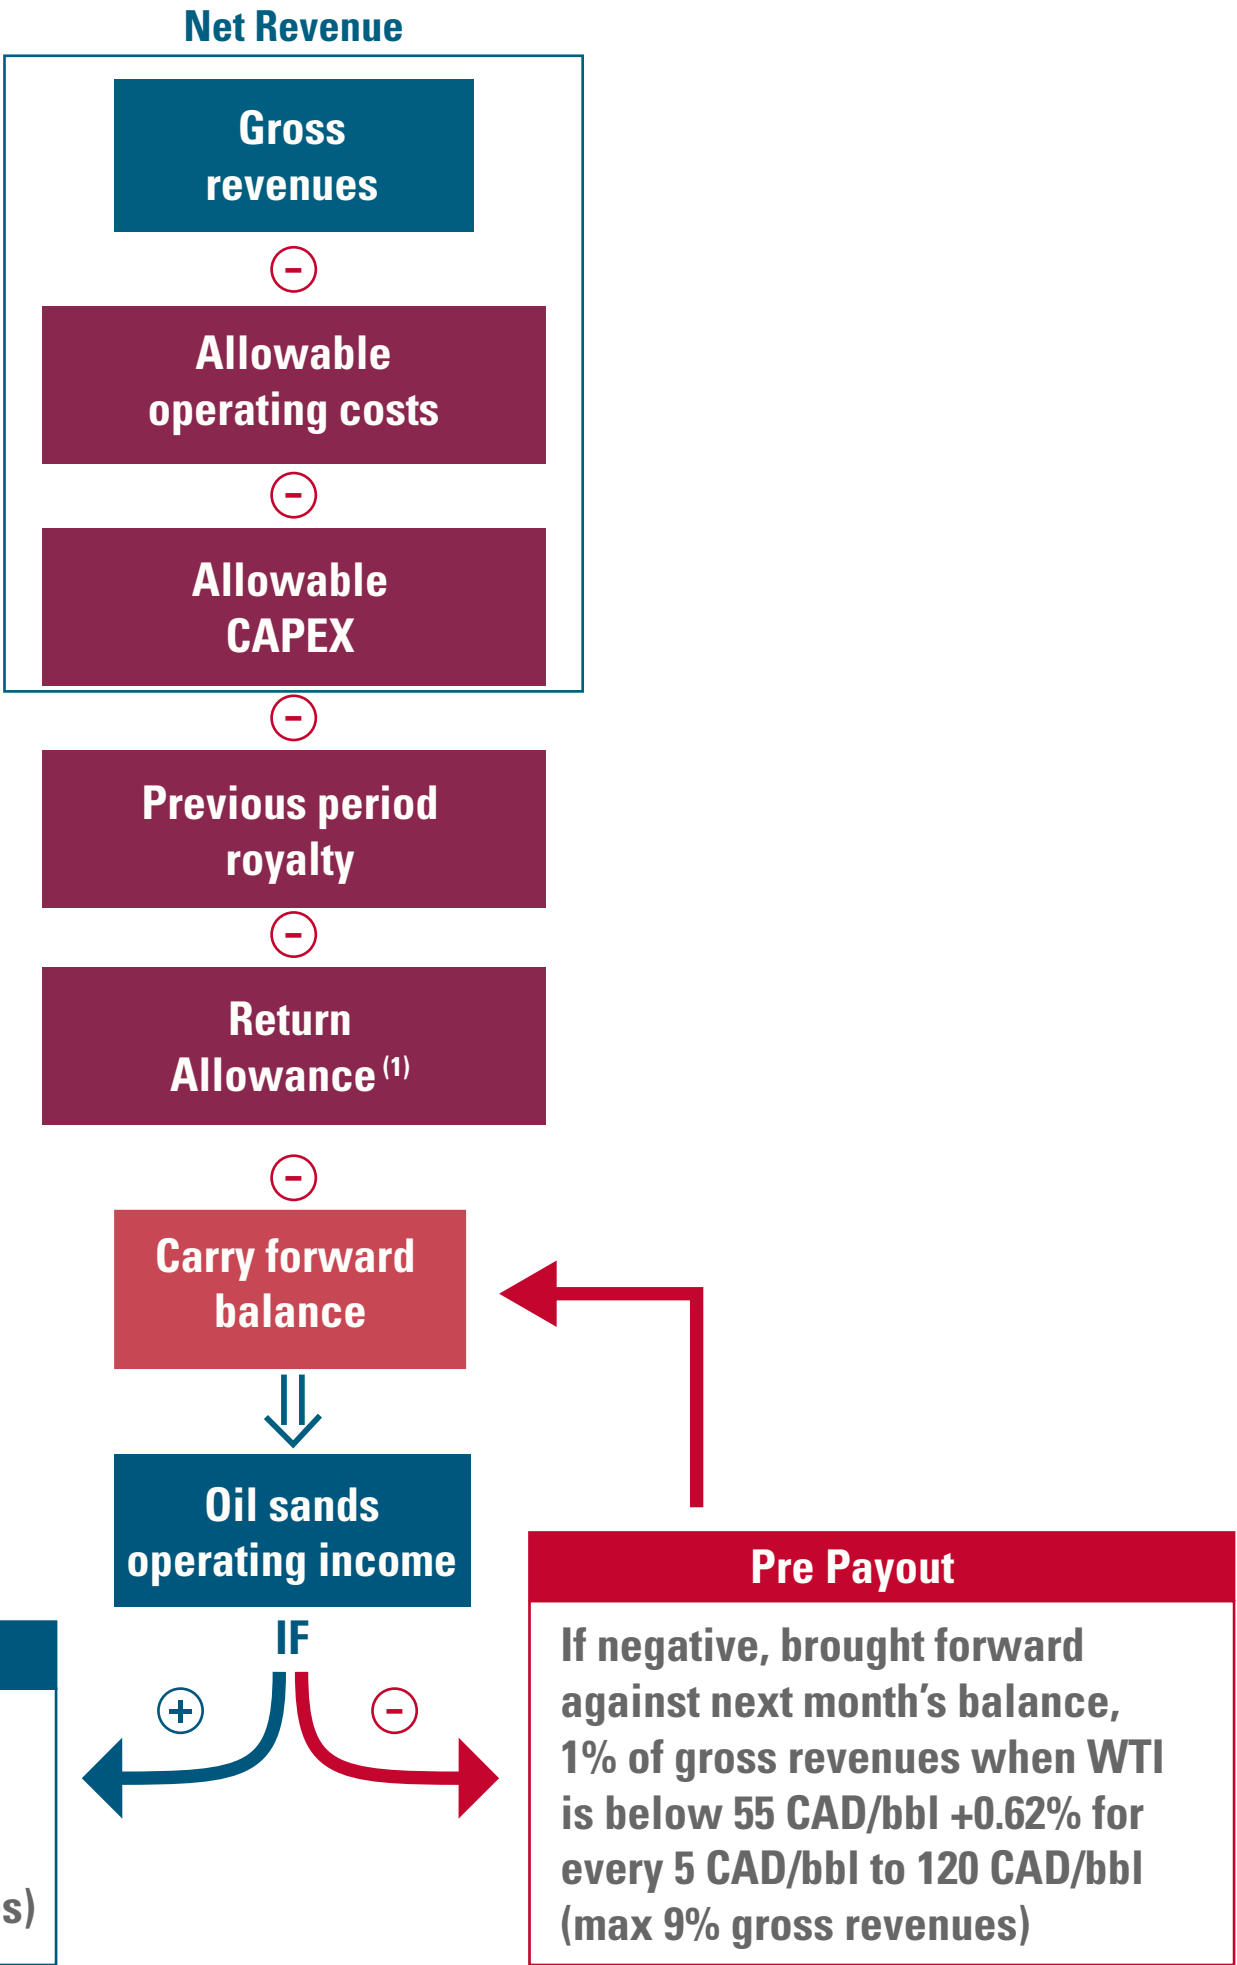 Net Revenue
Gross
revenues
-
Allowable
operating costs
-
Allowable
CAPEX
-
Previous period
royalty
-
Return
Allowance (1)
-
Carry forward
balance
Oil sands
operating income
IF
+
-
s)
Pre Payout
If negative, brought forward
against next month's balance,
1% of gross revenues when WTI
is below 55 CAD/bbl +0.62% for
every 5 CAD/bbl to 120 CAD/bbl
(max 9% gross revenues)